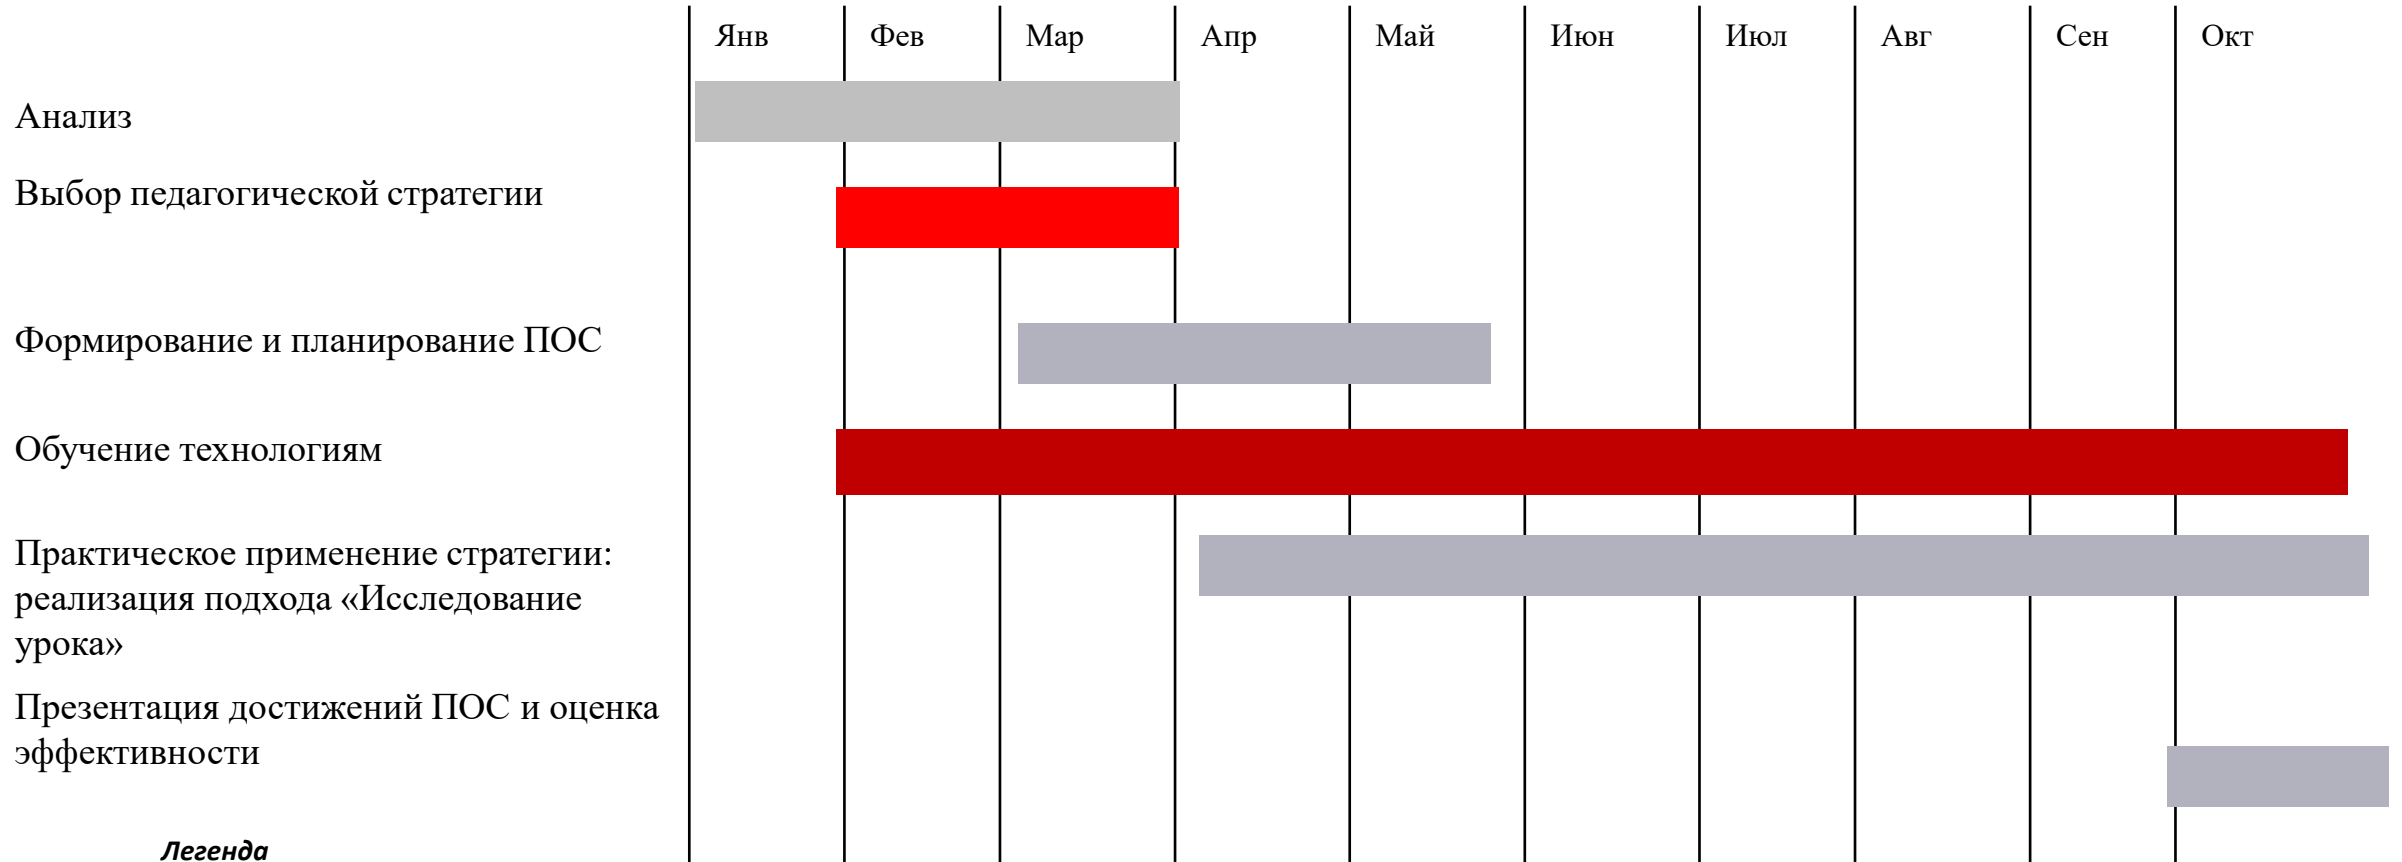 Янв Фев Мар Апр Май Июн Июл Авг Сен Окт
Анализ
Выбор педагогической стратегии
Формирование и планирование ПОС
Обучение технологиям
Практическое применение стратегии:
реализация подхода «Исследование
урока»
Презентация достижений ПОС и оценка
эффективности
Легенда